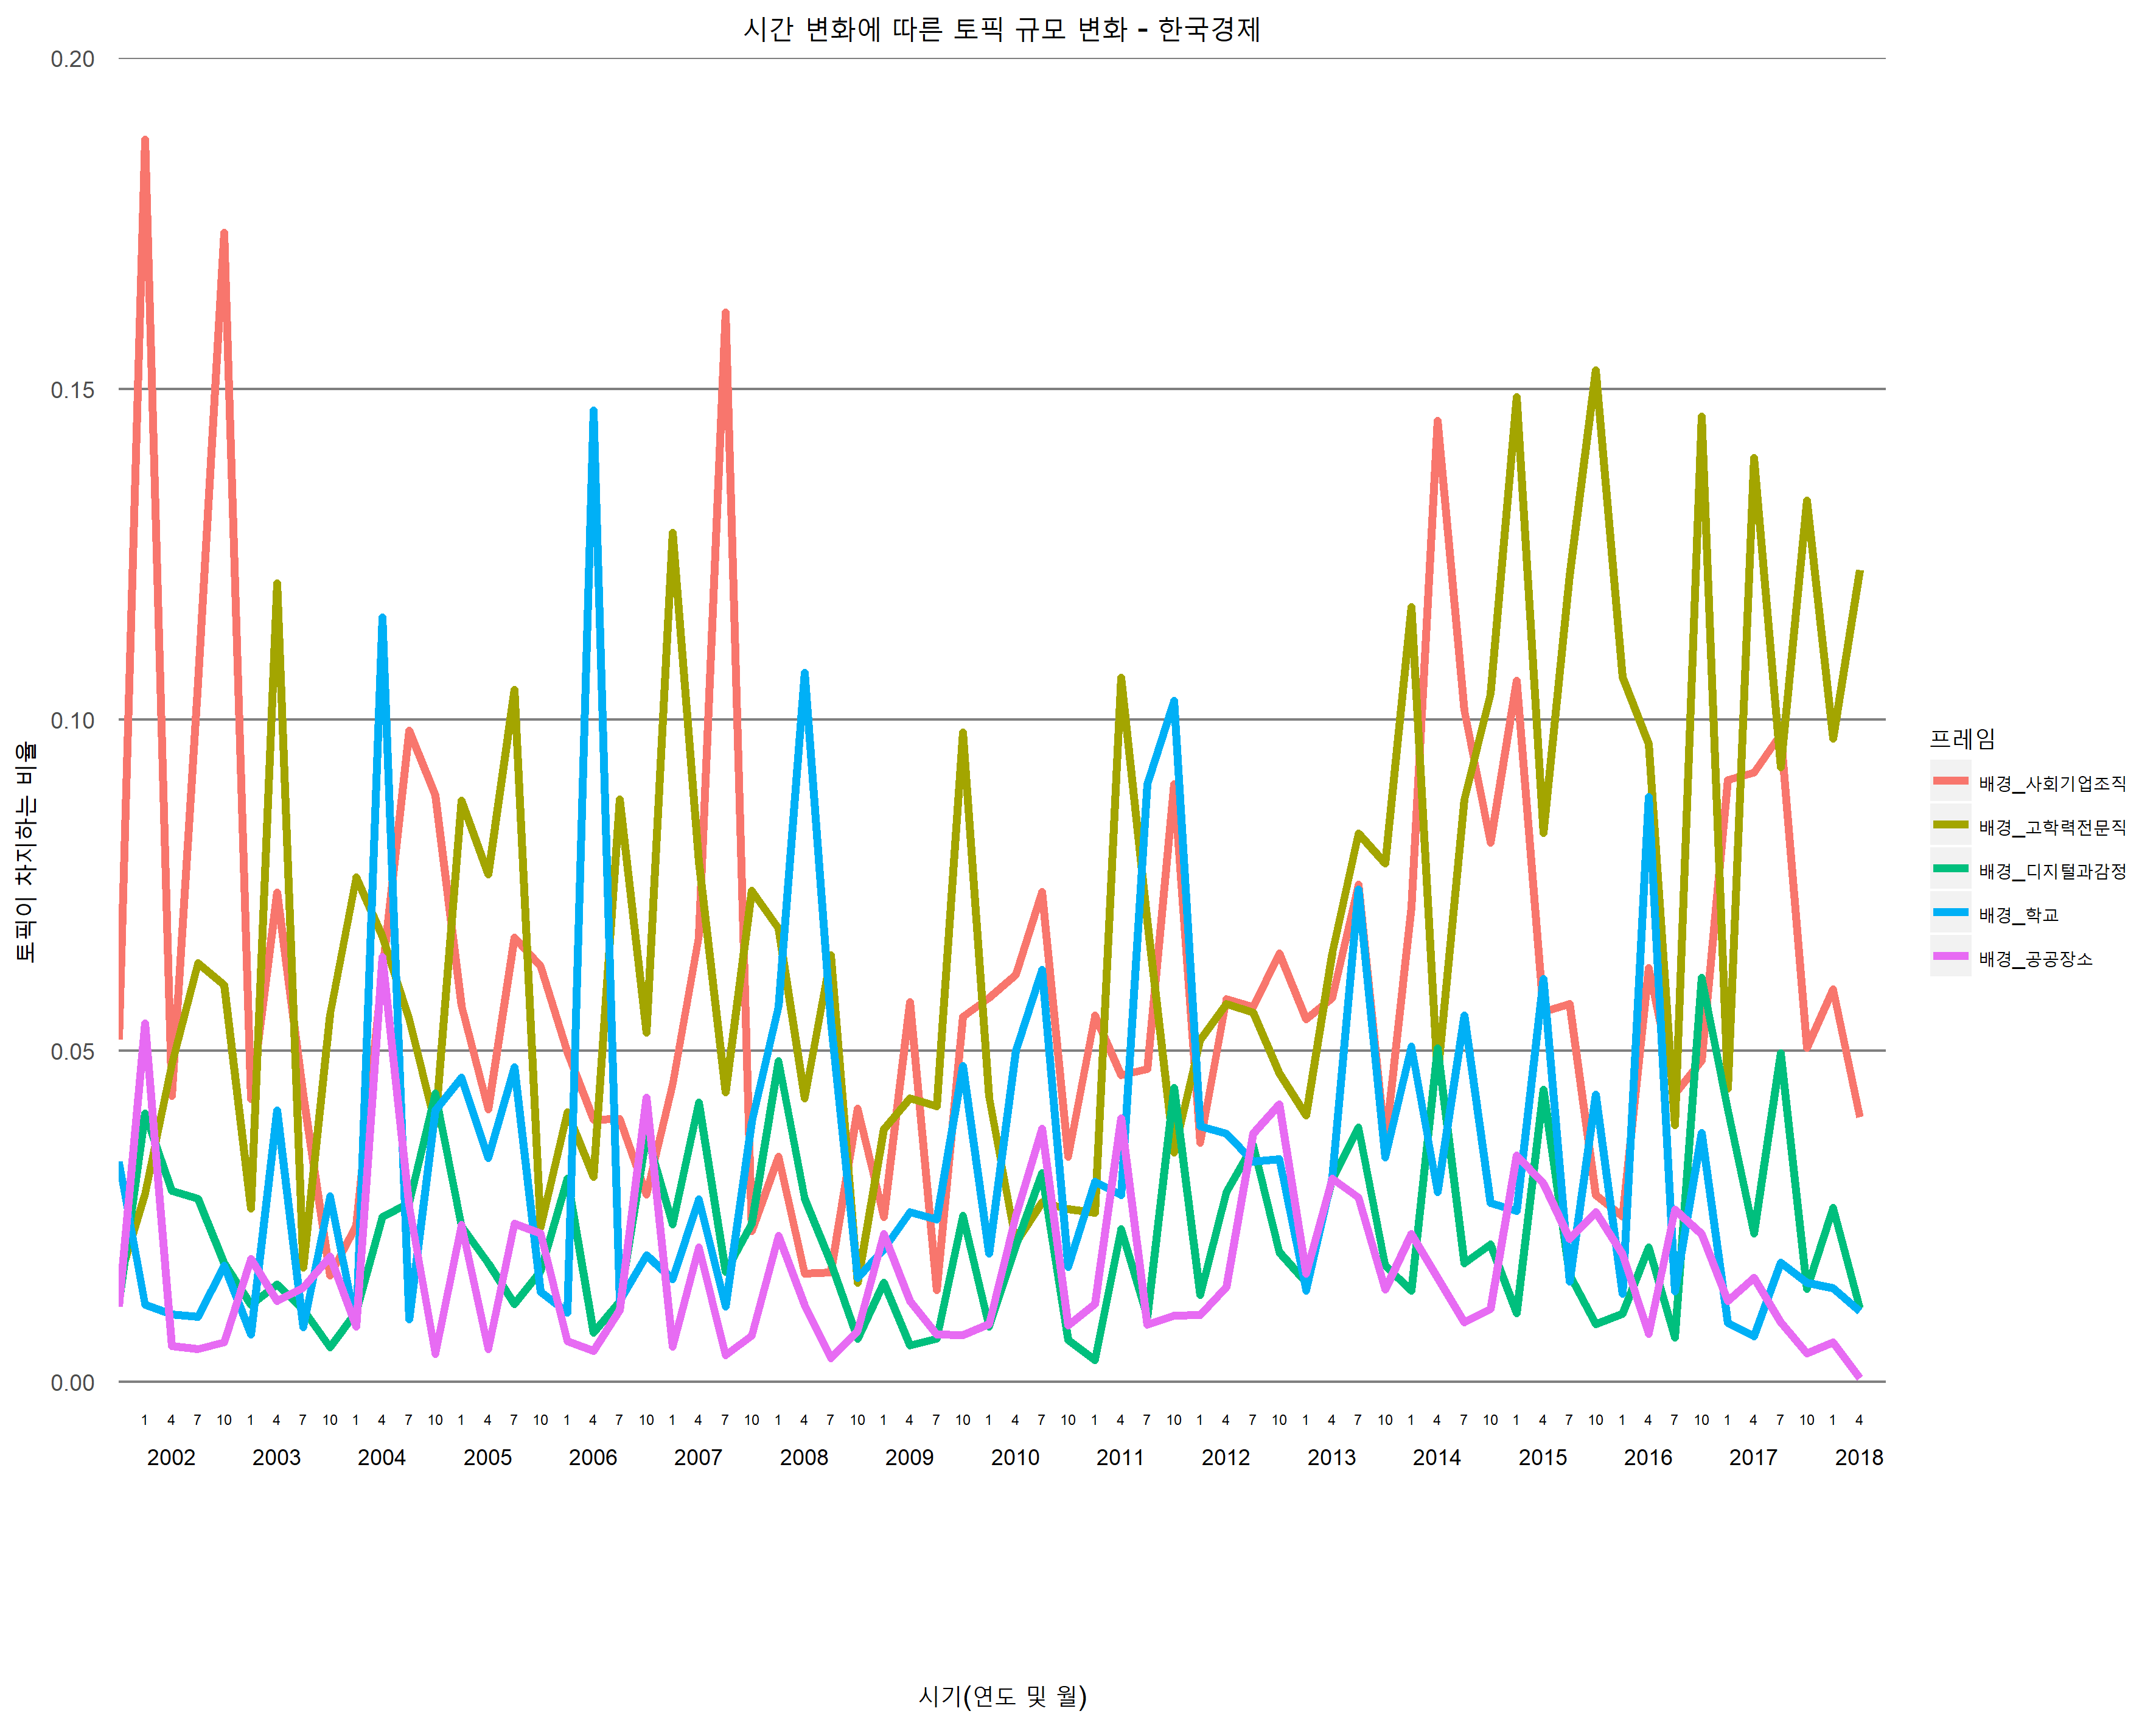 시간 변화에 따른 토픽 규모 변화 - 한국경제
0.20
0.15
0.10
0.05
0.00
토픽이 차지하는 비율
1 4 7 10 1 4 7 10 1 4 7 10 1 4 7 10 1 4 7 10 1 4 7 10 1 4 7 10 1 4 7 10 1 4 7 10 1 4 7 10 1 4 7 10 1 4 7 10 1 4 7 10 1 4 7 10 1 4 7 10 1 4 7 10 1 4
2002 2003 2004 2005 2006 2007 2008 2009 2010 2011 2012 2013 2014 2015 2016 2017 2018
시기(연도 및 월)
프레임
배경_사회기업조직
배경_고학력전문직
배경_디지털과감정
배경_학교
배경_공공장소